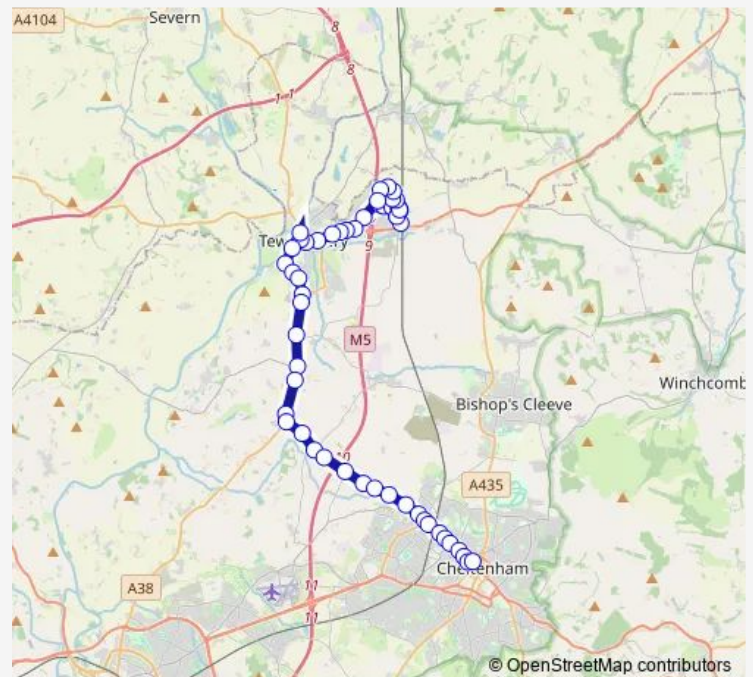 A4104
Severn
8
8
11
Tew
ry
9
M5
Winchcomb
Bishop's Cleeve
10
A435
Cheltenham
A38
11
11
© OpenStreetMap contributors